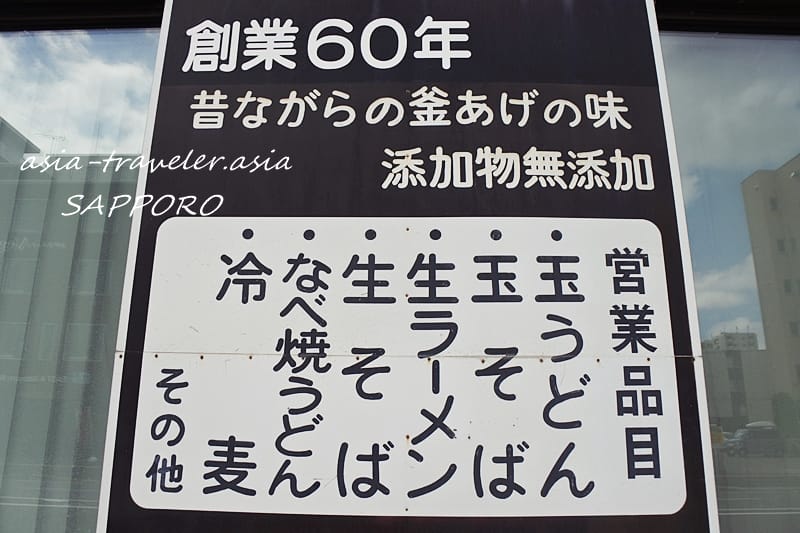 創業60年
昔ながらの釜あげの味
添加物無添加
asia-traveler.asia
SAPPORO
営業品目
・玉うどん
・玉そば
・生ラーメン
・生そば
・なべ焼うどん
・冷麦
その他